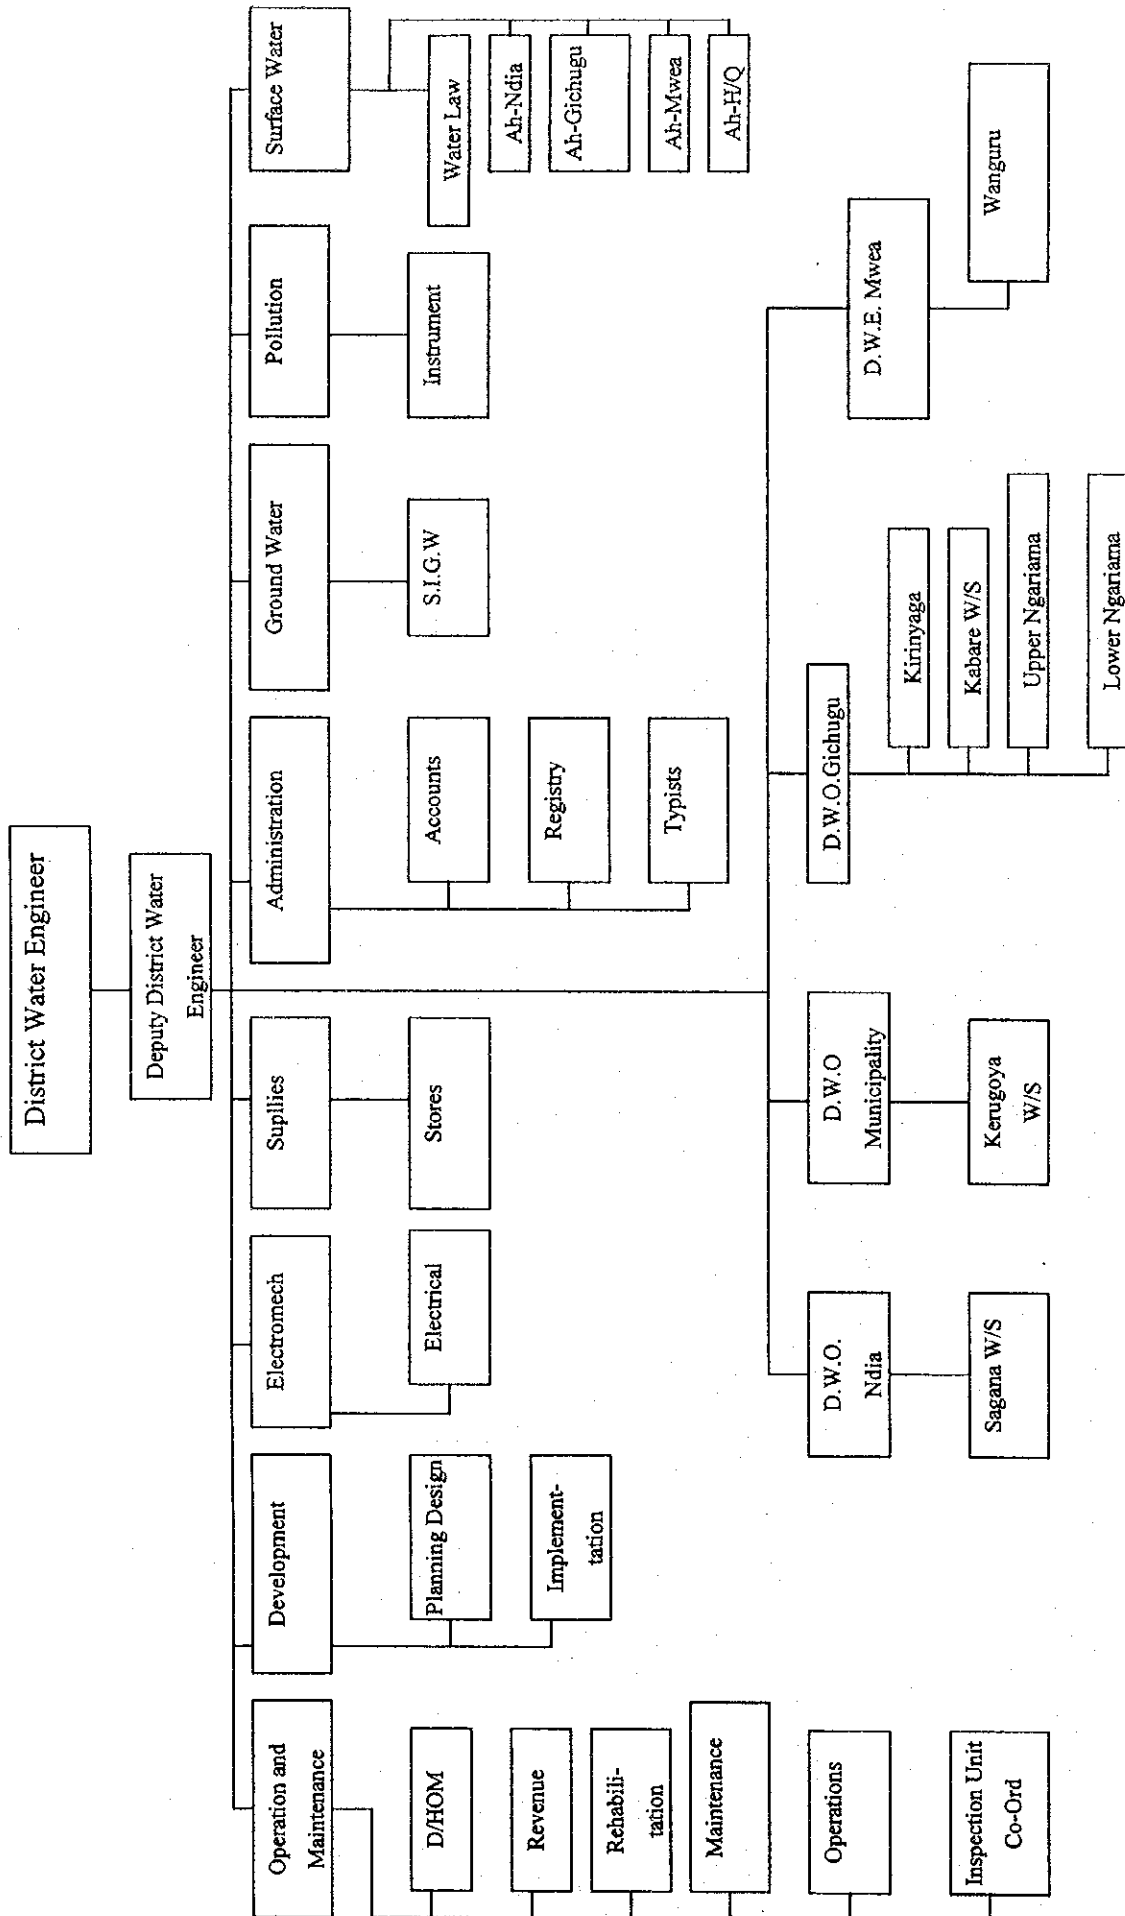 District Water Engineer
Deputy District Water
Engineer
Operation and
Maintenance
Development
Electromech
Supllies
Administration
Ground Water
Pollution
Surface Water
D/HOM
Revenue
Rehabili-
tation
Maintenance
Operations
Inspection Unit
Co-Ord
Planning Design
Implement-
tation
Electrical
Stores
Accounts
Registry
Typists
S.I.G.W
Instrument
Water Law
Ah-Ndia
Ah-Gichugu
Ah-Mwea
Ah-H/Q
D.W.O.
Ndia
Sagana W/S
D.W.O
Municipality
Kerugoya
W/S
D.W.O.Gichugu
Kirinyaga
Kabare W/S
Upper Ngariama
Lower Ngariama
D.W.E. Mwea
Wanguru